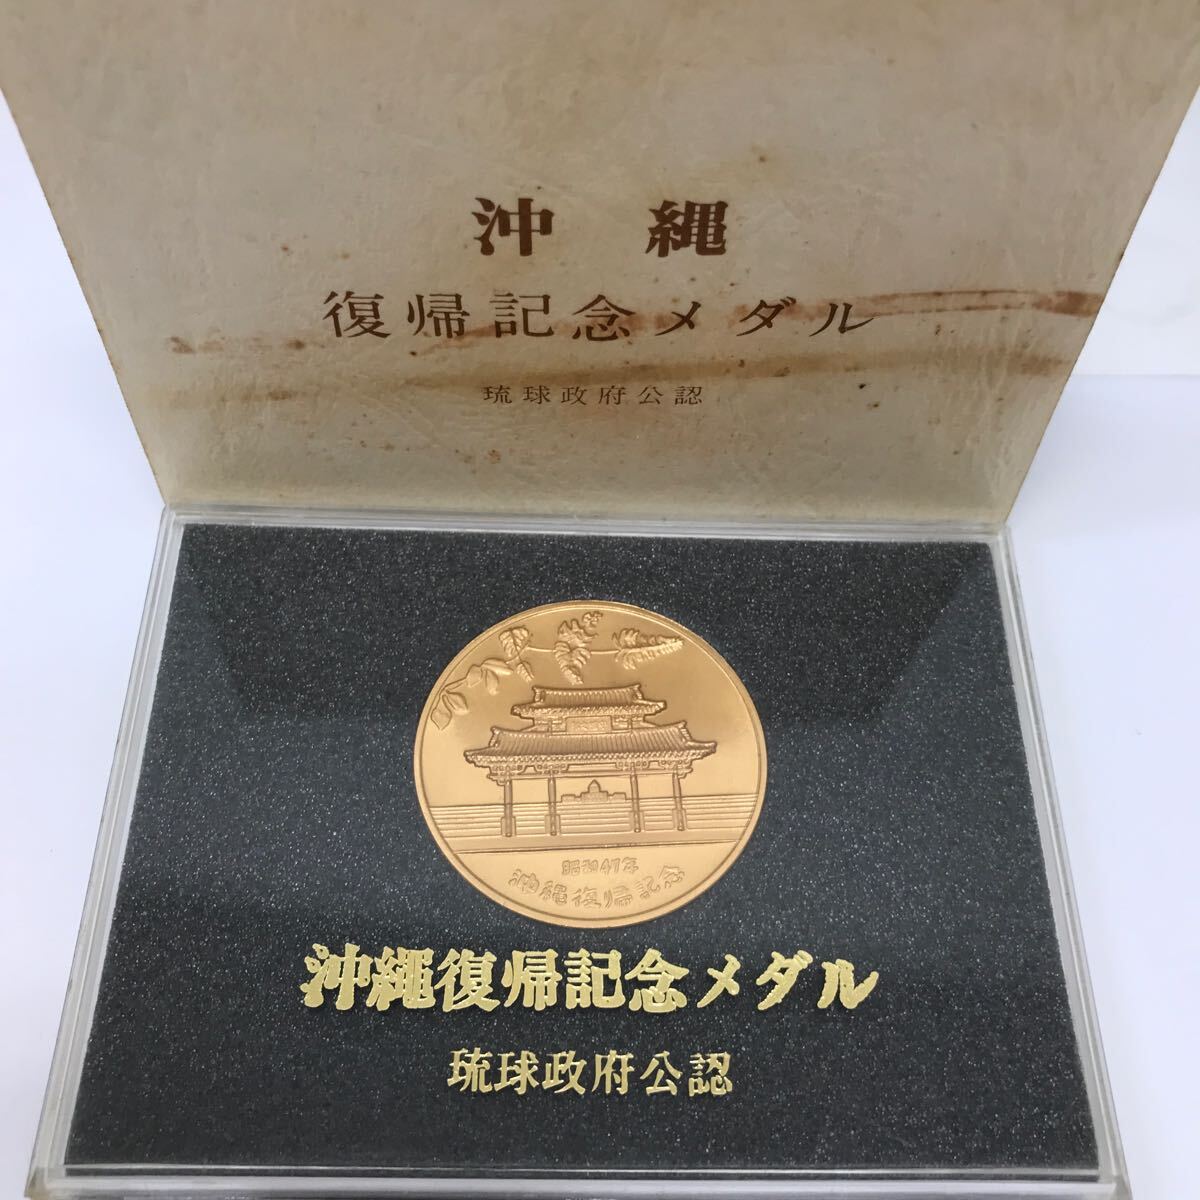 沖縄
復帰記念メダル
琉球政府公認
昭和47年
沖縄復帰記念
沖繩復帰記念メダル
琉球政府公認